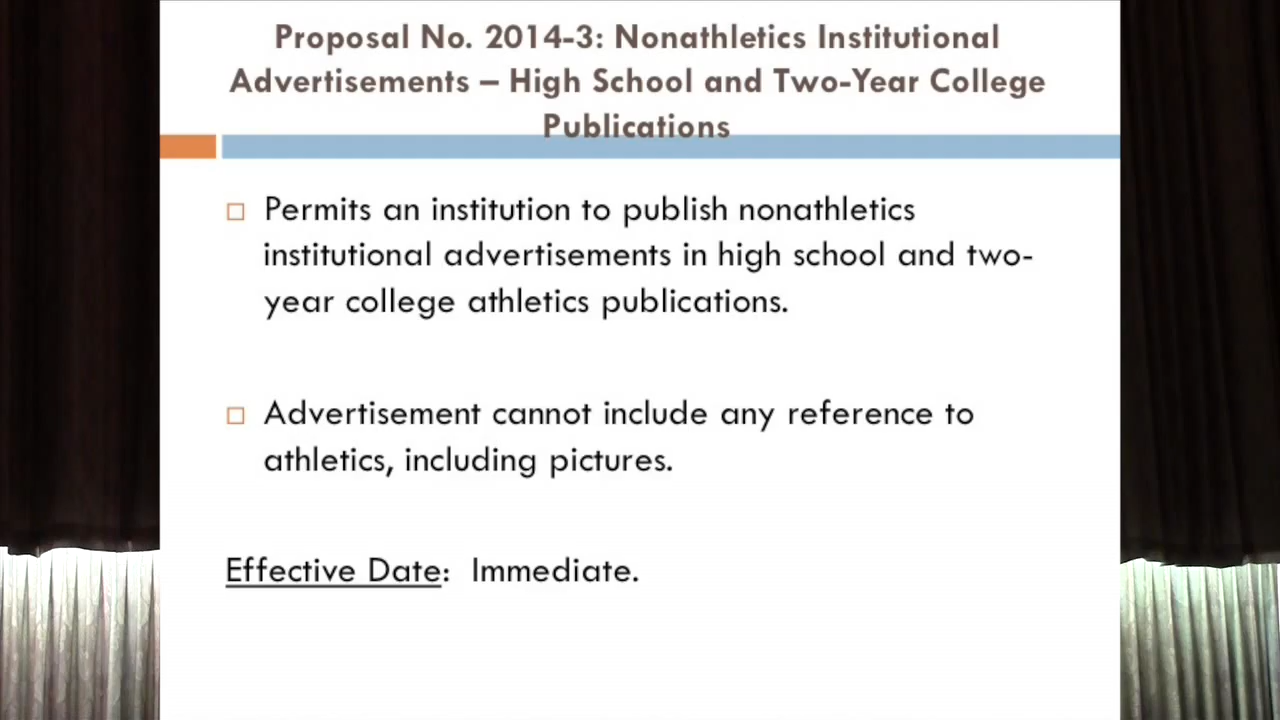 Proposal No. 2014-3: Nonathletics Institutional
Advertisements – High School and Two-Year College
Publications
Permits an institution to publish nonathletics
institutional advertisements in high school and two-
year college athletics publications.
Advertisement cannot include any reference to
athletics, including pictures.
Effective Date: Immediate.